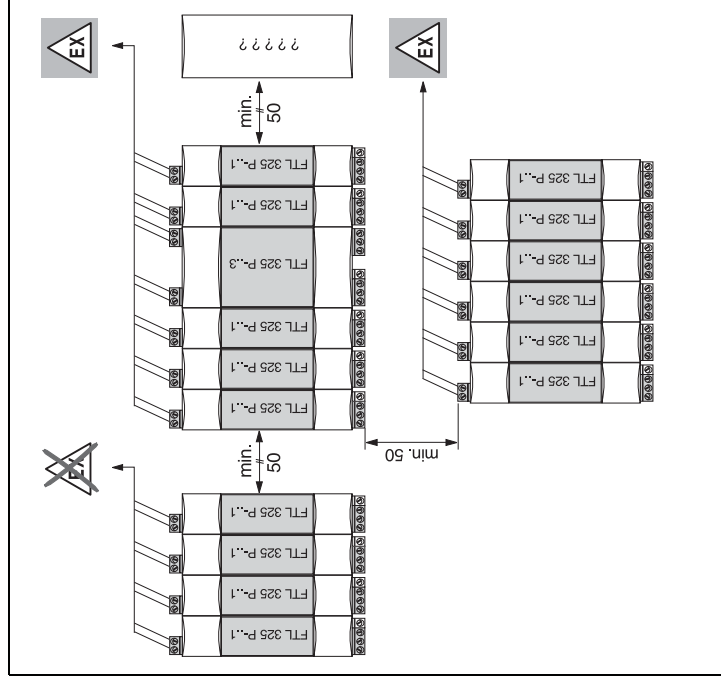 EX
?????
EX
min.
50
FTL 325 P-..1
FTL 325 P-..1
FTL 325 P-..3
FTL 325 P-..1
FTL 325 P-..1
FTL 325 P-..1
FTL 325 P-..1
FTL 325 P-..1
FTL 325 P-..1
FTL 325 P-..1
FTL 325 P-..1
FTL 325 P-..1
min. 50
EX
min.
50
FTL 325 P-..1
FTL 325 P-..1
FTL 325 P-..1
FTL 325 P-..1